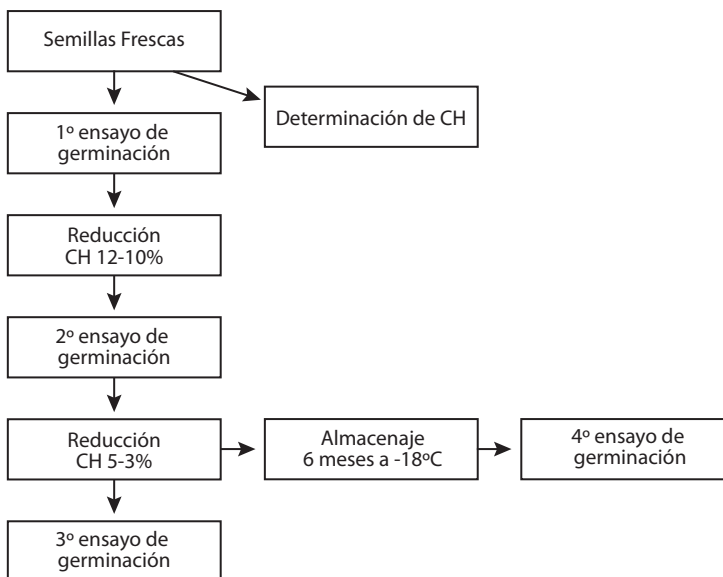 Semillas Frescas
Determinación de CH
1º ensayo de
germinación
Reducción
CH 12-10%
2º ensayo de
germinación
Reducción
CH 5-3%
Almacenaje
6 meses a -18ºC
4º ensayo de
germinación
3º ensayo de
germinación